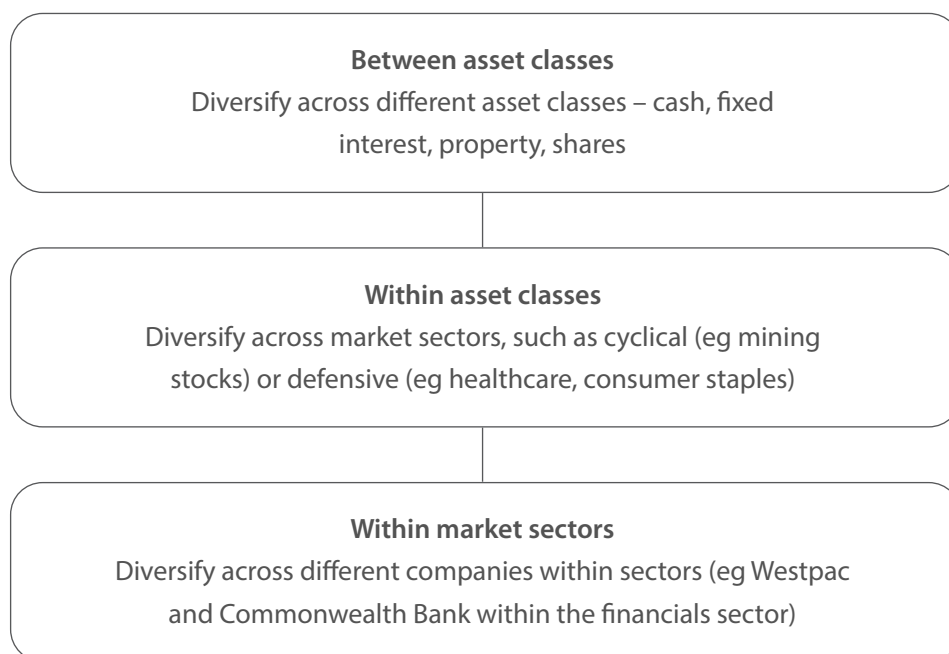 Between asset classes
Diversify across different asset classes – cash, fixed
interest, property, shares
Within asset classes
Diversify across market sectors, such as cyclical (eg mining
stocks) or defensive (eg healthcare, consumer staples)
Within market sectors
Diversify across different companies within sectors (eg Westpac
and Commonwealth Bank within the financials sector)